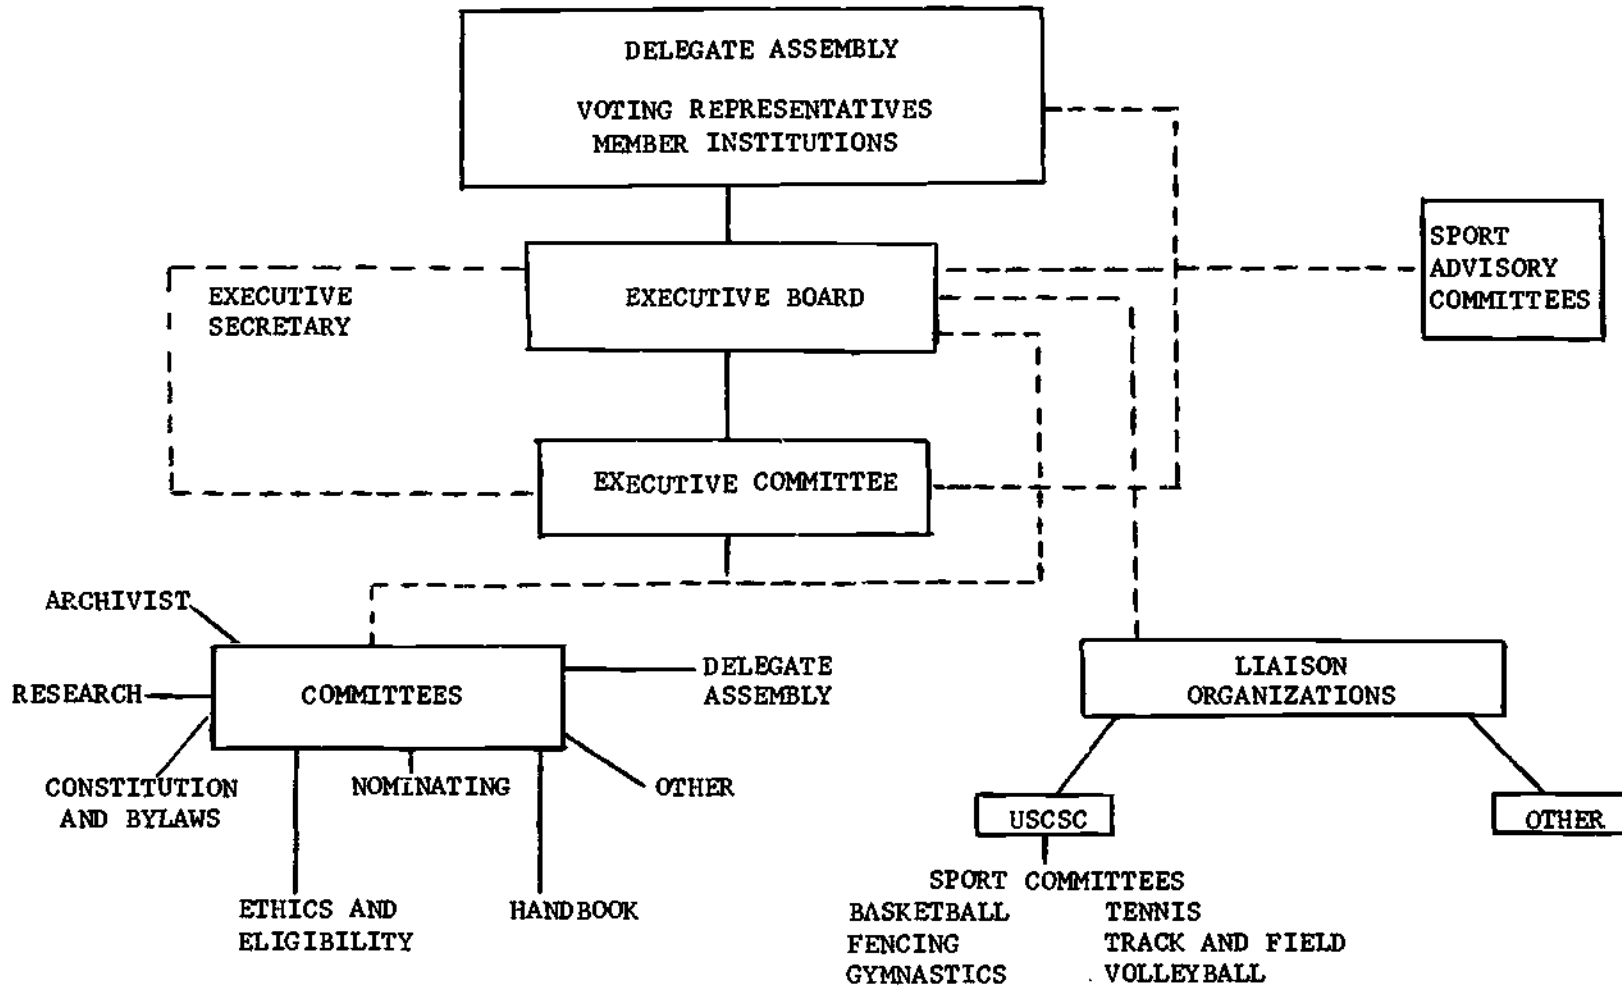 DELEGATE ASSEMBLY
VOTING REPRESENTATIVES
MEMBER INSTITUTIONS
SPORT
ADVISORY
COMMITTEES
EXECUTIVE
SECRETARY
EXECUTIVE BOARD
EXECUTIVE COMMITTEE
ARCHIVIST
RESEARCH
COMMITTEES
DELEGATE
ASSEMBLY
CONSTITUTION
AND BYLAWS
NOMINATING
OTHER
ETHICS AND
ELIGIBILITY
HANDBOOK
LIAISON
ORGANIZATIONS
USCSC
OTHER
SPORT COMMITTEES
BASKETBALL TENNIS
FENCING TRACK AND FIELD
GYMNASTICS VOLLEYBALL